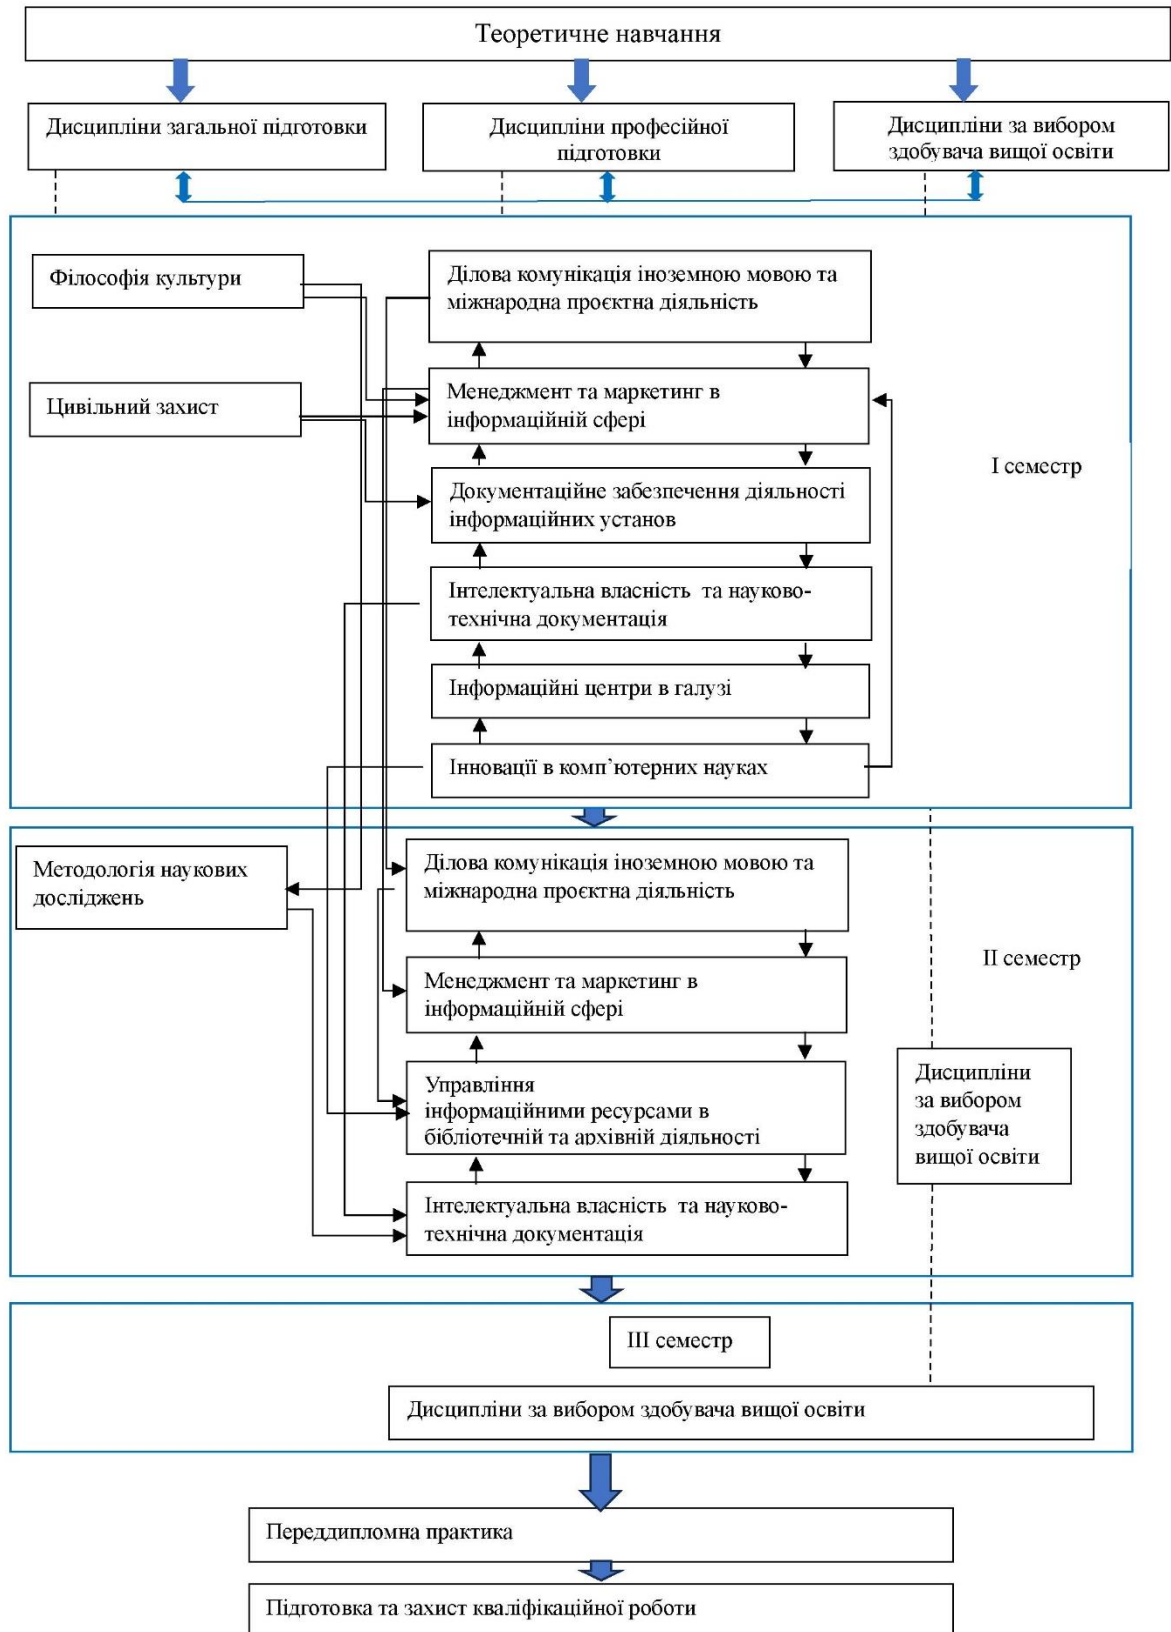 Теоретичне навчання
Дисципліни загальної підготовки
Дисципліни професійної
підготовки
Дисципліни за вибором
здобувача вищої освіти
Філософія культури
Ділова комунікація іноземною мовою та
міжнародна проєктна діяльність
Цивільний захист
Менеджмент та маркетинг в
інформаційній сфері
І семестр
Документаційне забезпечення діяльності
інформаційних установ
Інтелектуальна власність та науково-
технічна документація
Інформаційні центри в галузі
Інновації в комп’ютерних науках
Методологія наукових
досліджень
Ділова комунікація іноземною мовою та
міжнародна проєктна діяльність
ІІ семестр
Менеджмент та маркетинг в
інформаційній сфері
Управління
інформаційними ресурсами в
бібліотечній та архівній діяльності
Дисципліни
за вибором
здобувача
вищої освіти
Інтелектуальна власність та науково-
технічна документація
ІІІ семестр
Дисципліни за вибором здобувача вищої освіти
Переддипломна практика
Підготовка та захист кваліфікаційної роботи